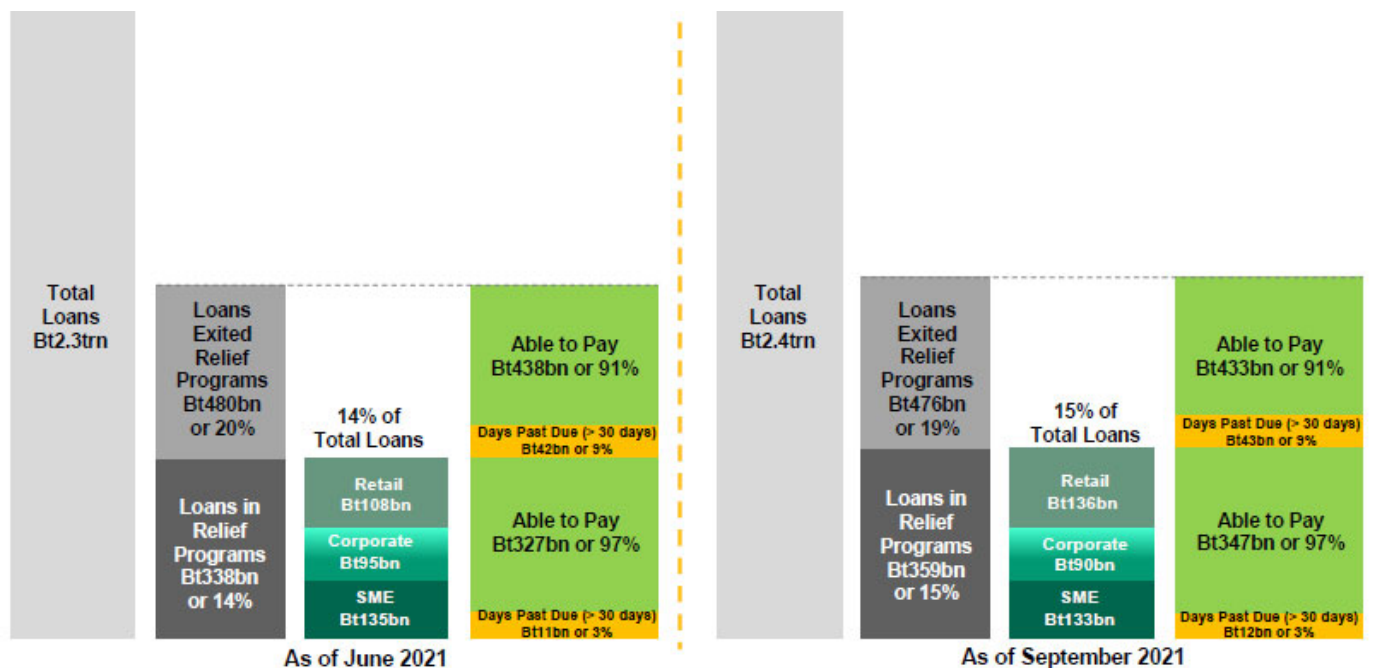 Total
Loans
Bt2.3trn
Loans
Exited
Relief
Programs
Bt480bn
or 20%
Loans in
Relief
Programs
Bt338bn
or 14%
14% of
Total Loans
Retail
Bt108bn
Corporate
Bt95bn
SME
Bt135bn
Able to Pay
Bt438bn or 91%
Days Past Due (> 30 days)
Bt42bn or 9%
Able to Pay
Bt327bn or 97%
Days Past Due (> 30 days)
Bt11bn or 3%
As of June 2021
Total
Loans
Bt2.4trn
Loans
Exited
Relief
Programs
Bt476bn
or 19%
Loans in
Relief
Programs
Bt359bn
or 15%
15% of
Total Loans
Retail
Bt136bn
Corporate
Bt90bn
SME
Bt133bn
Able to Pay
Bt433bn or 91%
Days Past Due (> 30 days)
Bt43bn or 9%
Able to Pay
Bt347bn or 97%
Days Past Due (> 30 days)
Bt12bn or 3%
As of September 2021